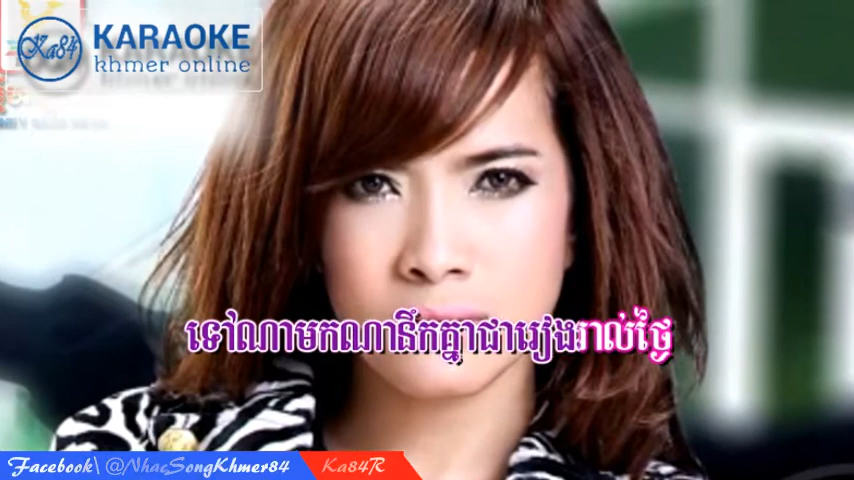 Ka84
KARAOKE
khmer online
ទៅណាមកណានឹកគ្នាជារៀងរាល់ថ្ងៃ
Facebook\ @NhacSongKhmer84
Ka84R